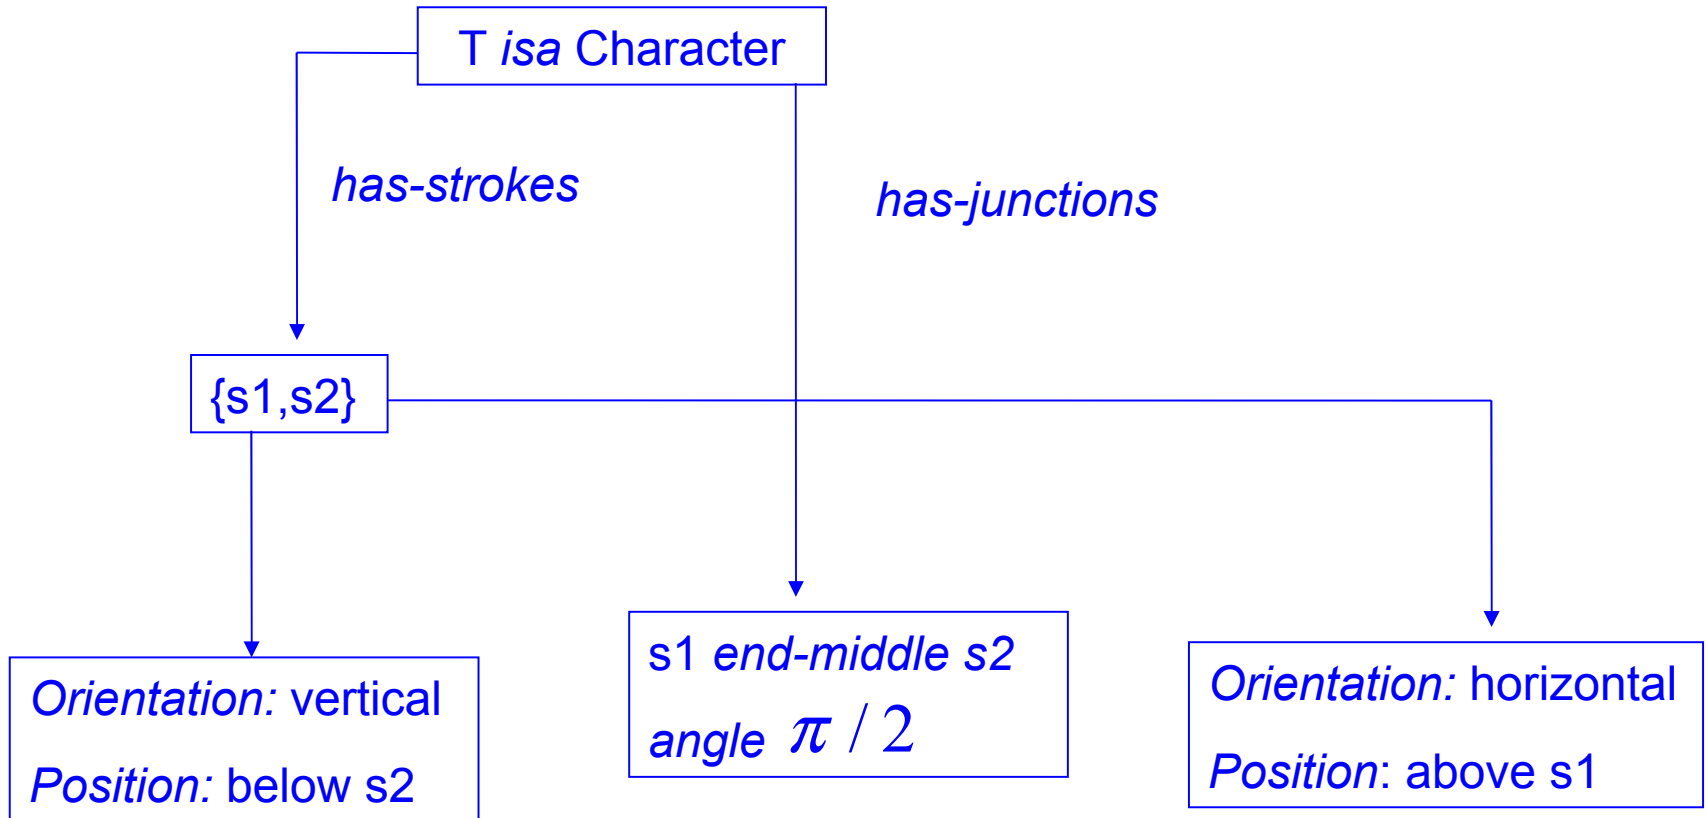 T isa Character
has-strokes
has-junctions
{s1,s2}
Orientation: vertical
Position: below s2
s1 end-middle s2
angle π / 2
Orientation: horizontal
Position: above s1